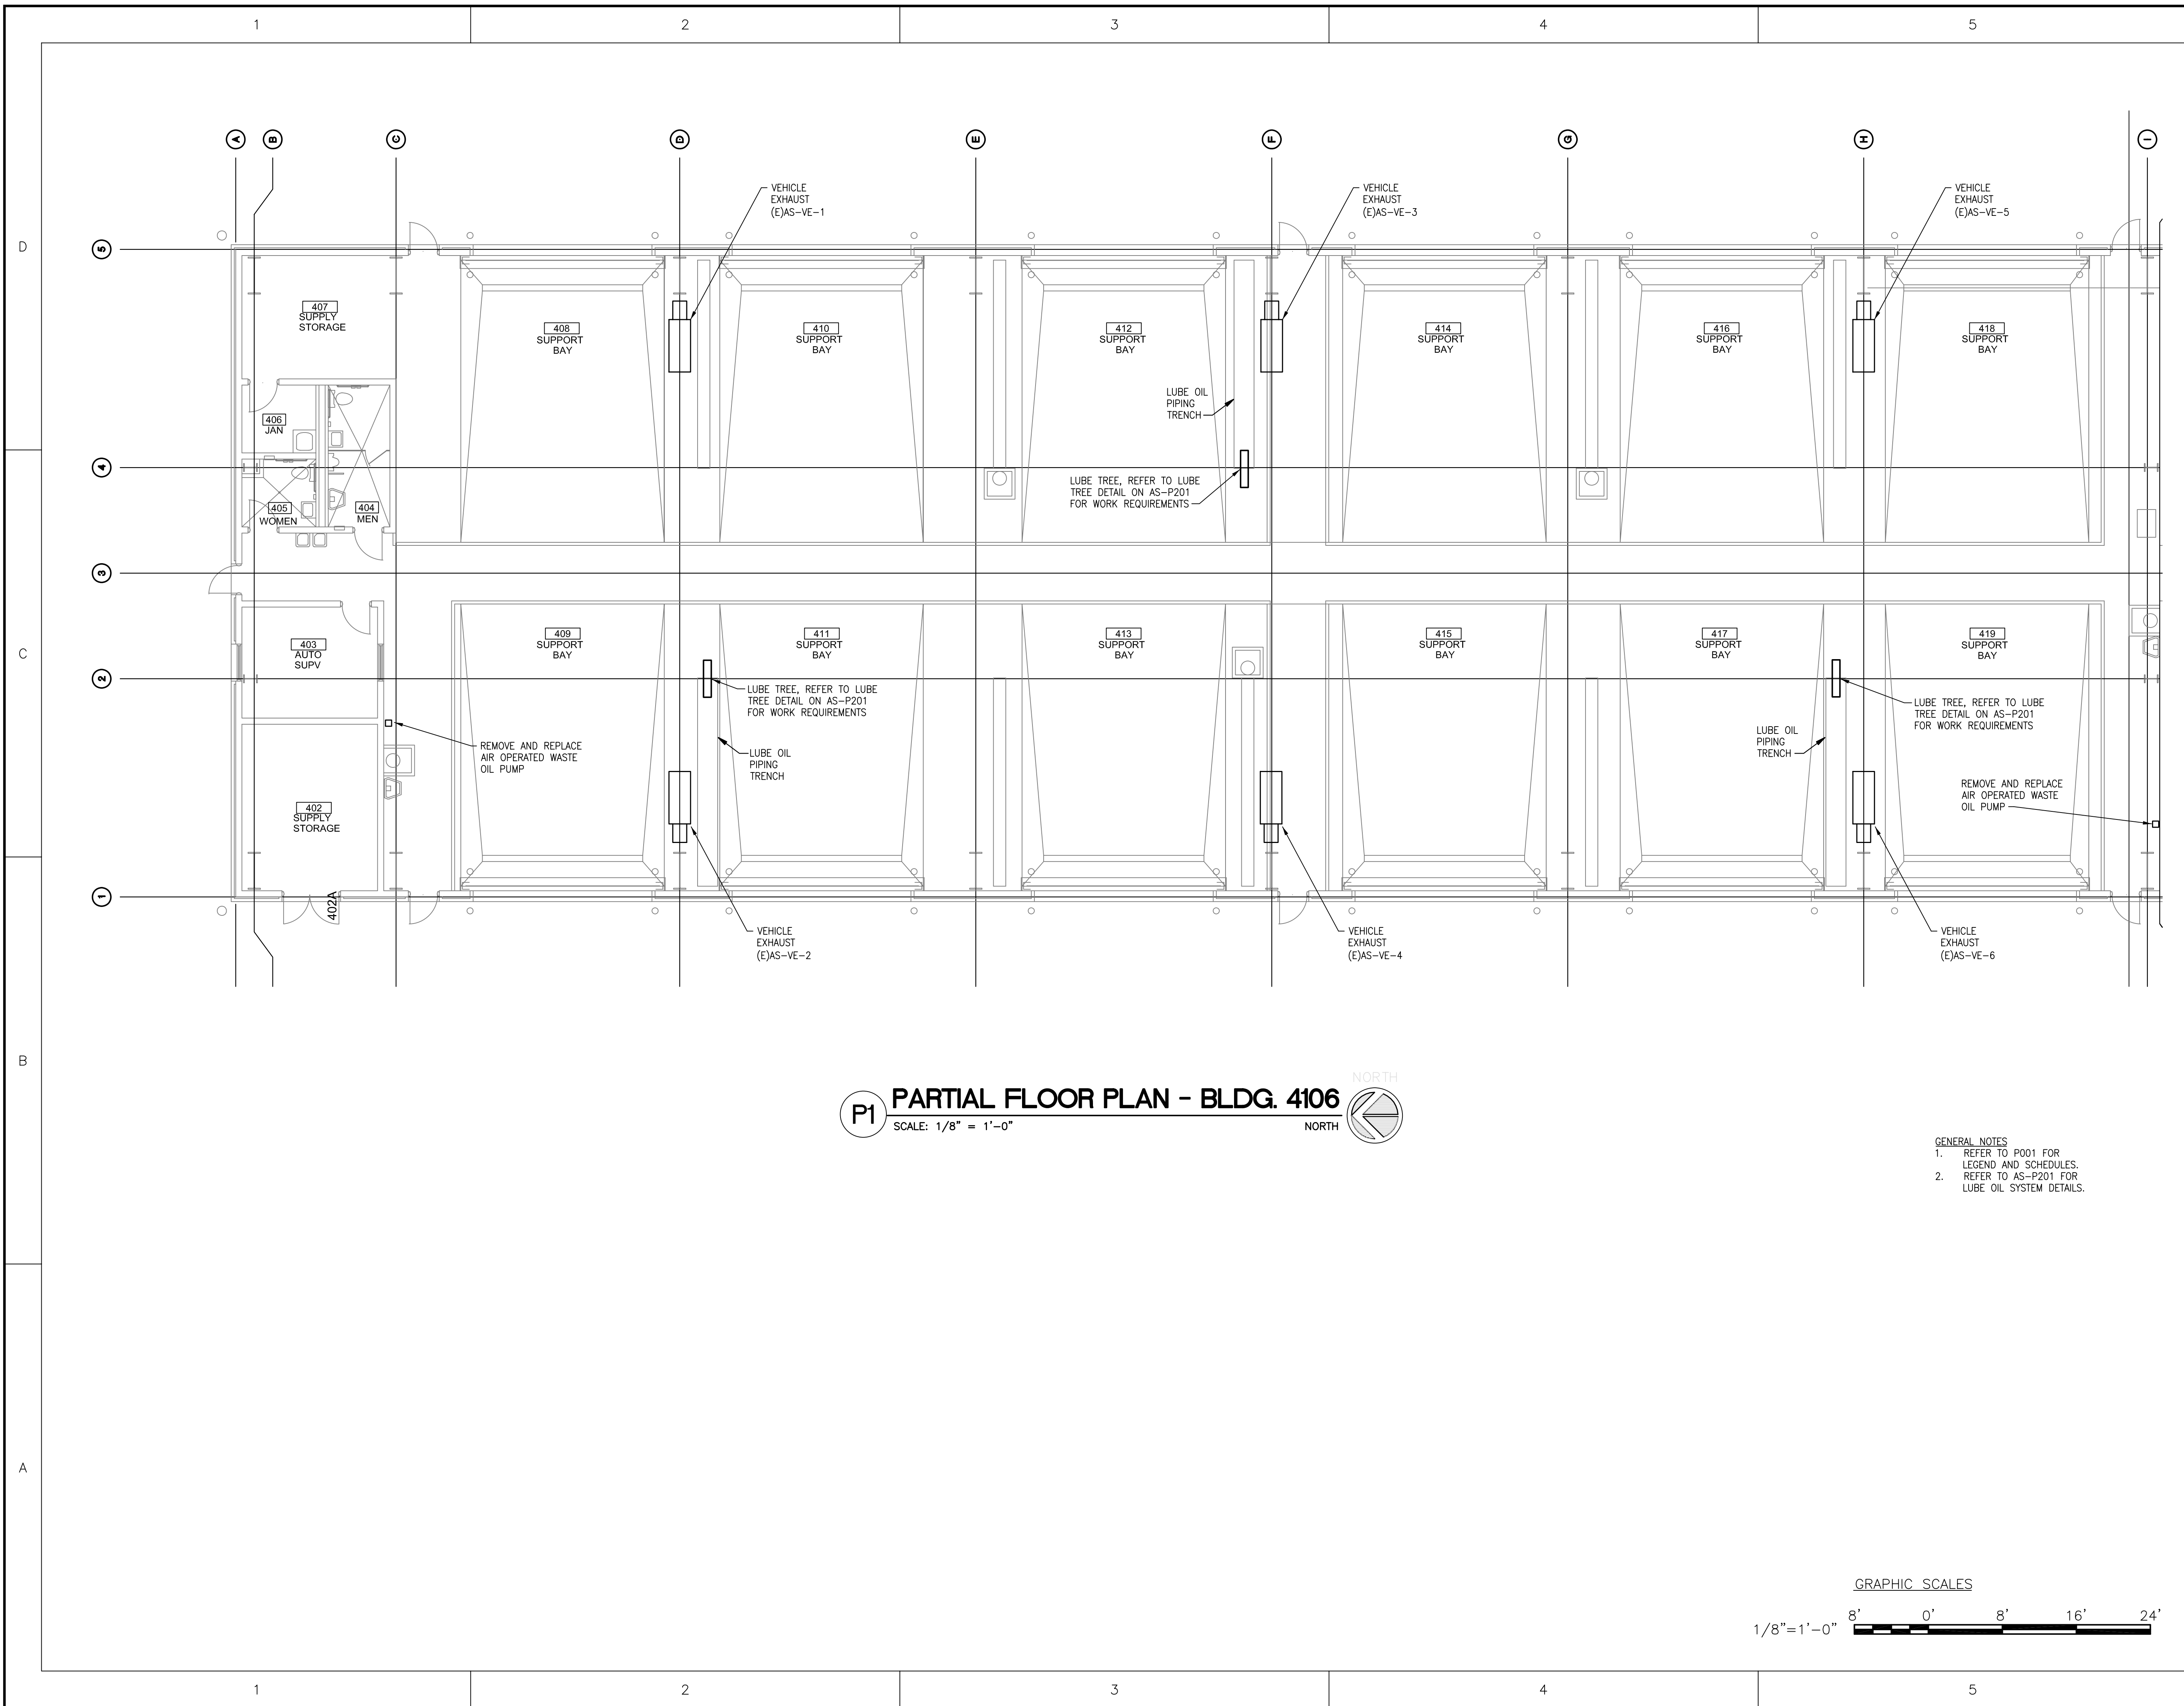 1 2 3 4 5
A B C D E F G H I
VEHICLE
EXHAUST
(E)AS-VE-1
VEHICLE
EXHAUST
(E)AS-VE-3
VEHICLE
EXHAUST
(E)AS-VE-5
D
5
407
SUPPLY
STORAGE
408
SUPPORT
BAY
410
SUPPORT
BAY
412
SUPPORT
BAY
414
SUPPORT
BAY
416
SUPPORT
BAY
418
SUPPORT
BAY
LUBE OIL
PIPING
TRENCH
406
JAN
4
LUBE TREE, REFER TO LUBE
TREE DETAIL ON AS-P201
FOR WORK REQUIREMENTS
405
WOMEN
404
MEN
3
403
AUTO
SUPV
409
SUPPORT
BAY
411
SUPPORT
BAY
413
SUPPORT
BAY
415
SUPPORT
BAY
417
SUPPORT
BAY
419
SUPPORT
BAY
C
2
LUBE TREE, REFER TO LUBE
TREE DETAIL ON AS-P201
FOR WORK REQUIREMENTS
LUBE TREE, REFER TO LUBE
TREE DETAIL ON AS-P201
FOR WORK REQUIREMENTS
REMOVE AND REPLACE
AIR OPERATED WASTE
OIL PUMP
LUBE OIL
PIPING
TRENCH
LUBE OIL
PIPING
TRENCH
REMOVE AND REPLACE
AIR OPERATED WASTE
OIL PUMP
402
SUPPLY
STORAGE
402A
1
VEHICLE
EXHAUST
(E)AS-VE-2
VEHICLE
EXHAUST
(E)AS-VE-4
VEHICLE
EXHAUST
(E)AS-VE-6
B
NORTH
P1 PARTIAL FLOOR PLAN - BLDG. 4106
SCALE: 1/8" = 1'-0" NORTH
GENERAL NOTES
1. REFER TO P001 FOR
LEGEND AND SCHEDULES.
2. REFER TO AS-P201 FOR
LUBE OIL SYSTEM DETAILS.
A
GRAPHIC SCALES
8' 0' 8' 16' 24'
1/8"=1'-0"
1 2 3 4 5